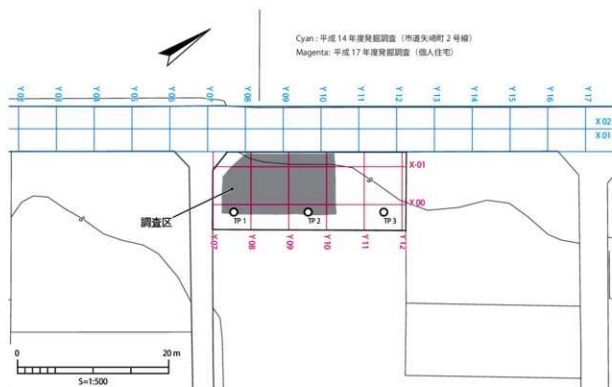 Cyan : 平成 14 年度発掘調査（市道矢崎町 2 号線）
Magenta: 平成 17 年度発掘調査（個人住宅）
Y 02 Y 03 Y 04 Y 05 Y 06 Y 07 Y 08 Y 09 Y 10 Y 11 Y 12 Y 13 Y 14 Y 15 Y 16 Y 17
X 02
X 01
X-01
X 00
調査区
TP 1 TP 2 TP 3
Y 07 Y 08 Y 09 Y 10 Y 11 Y 12
0 20 m
S=1:500